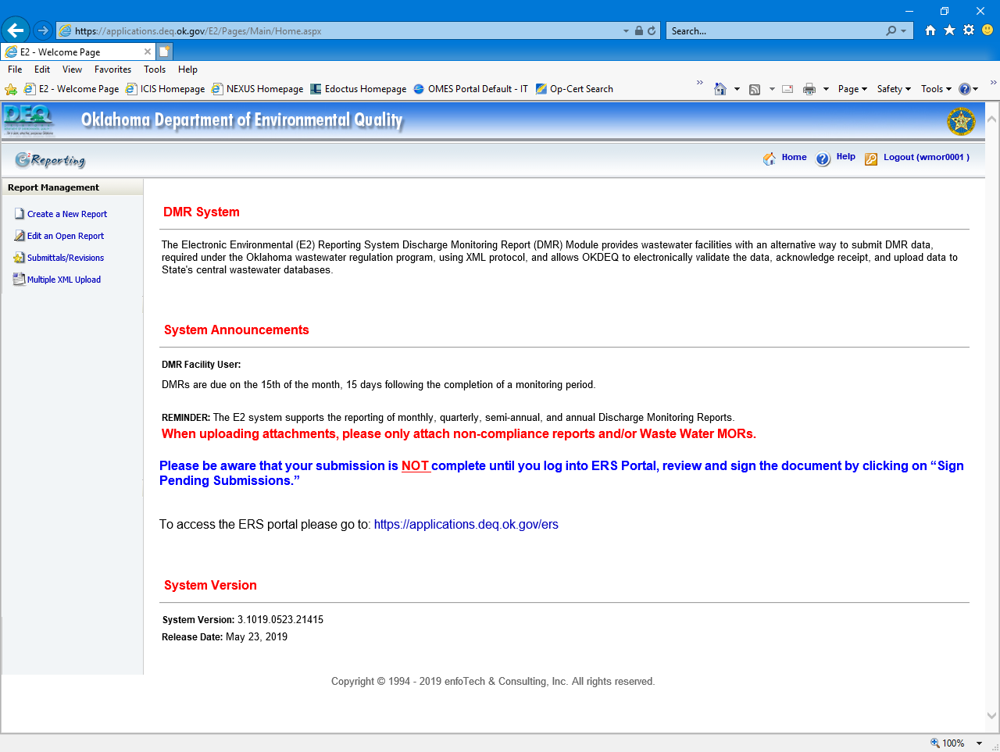 https://applications.deq.ok.gov/E2/Pages/Main/Home.aspx
Search...
E2 - Welcome Page
File Edit View Favorites Tools Help
E2 - Welcome Page ICIS Homepage NEXUS Homepage Edoctus Homepage OMES Portal Default - IT Op-Cert Search
Page Safety Tools
DEQ
Oklahoma Department of Environmental Quality
e2Reporting
Home Help Logout (wmor0001 )
Report Management
Create a New Report
Edit an Open Report
Submittals/Revisions
Multiple XML Upload
DMR System
The Electronic Environmental (E2) Reporting System Discharge Monitoring Report (DMR) Module provides wastewater facilities with an alternative way to submit DMR data,
required under the Oklahoma wastewater regulation program, using XML protocol, and allows OKDEQ to electronically validate the data, acknowledge receipt, and upload data to
State's central wastewater databases.
System Announcements
DMR Facility User:
DMRs are due on the 15th of the month, 15 days following the completion of a monitoring period.
REMINDER: The E2 system supports the reporting of monthly, quarterly, semi-annual, and annual Discharge Monitoring Reports.
When uploading attachments, please only attach non-compliance reports and/or Waste Water MORs.
Please be aware that your submission is NOT complete until you log into ERS Portal, review and sign the document by clicking on “Sign
Pending Submissions.”
To access the ERS portal please go to: https://applications.deq.ok.gov/ers
System Version
System Version: 3.1019.0523.21415
Release Date: May 23, 2019
Copyright © 1994 - 2019 enfoTech & Consulting, Inc. All rights reserved.
100%